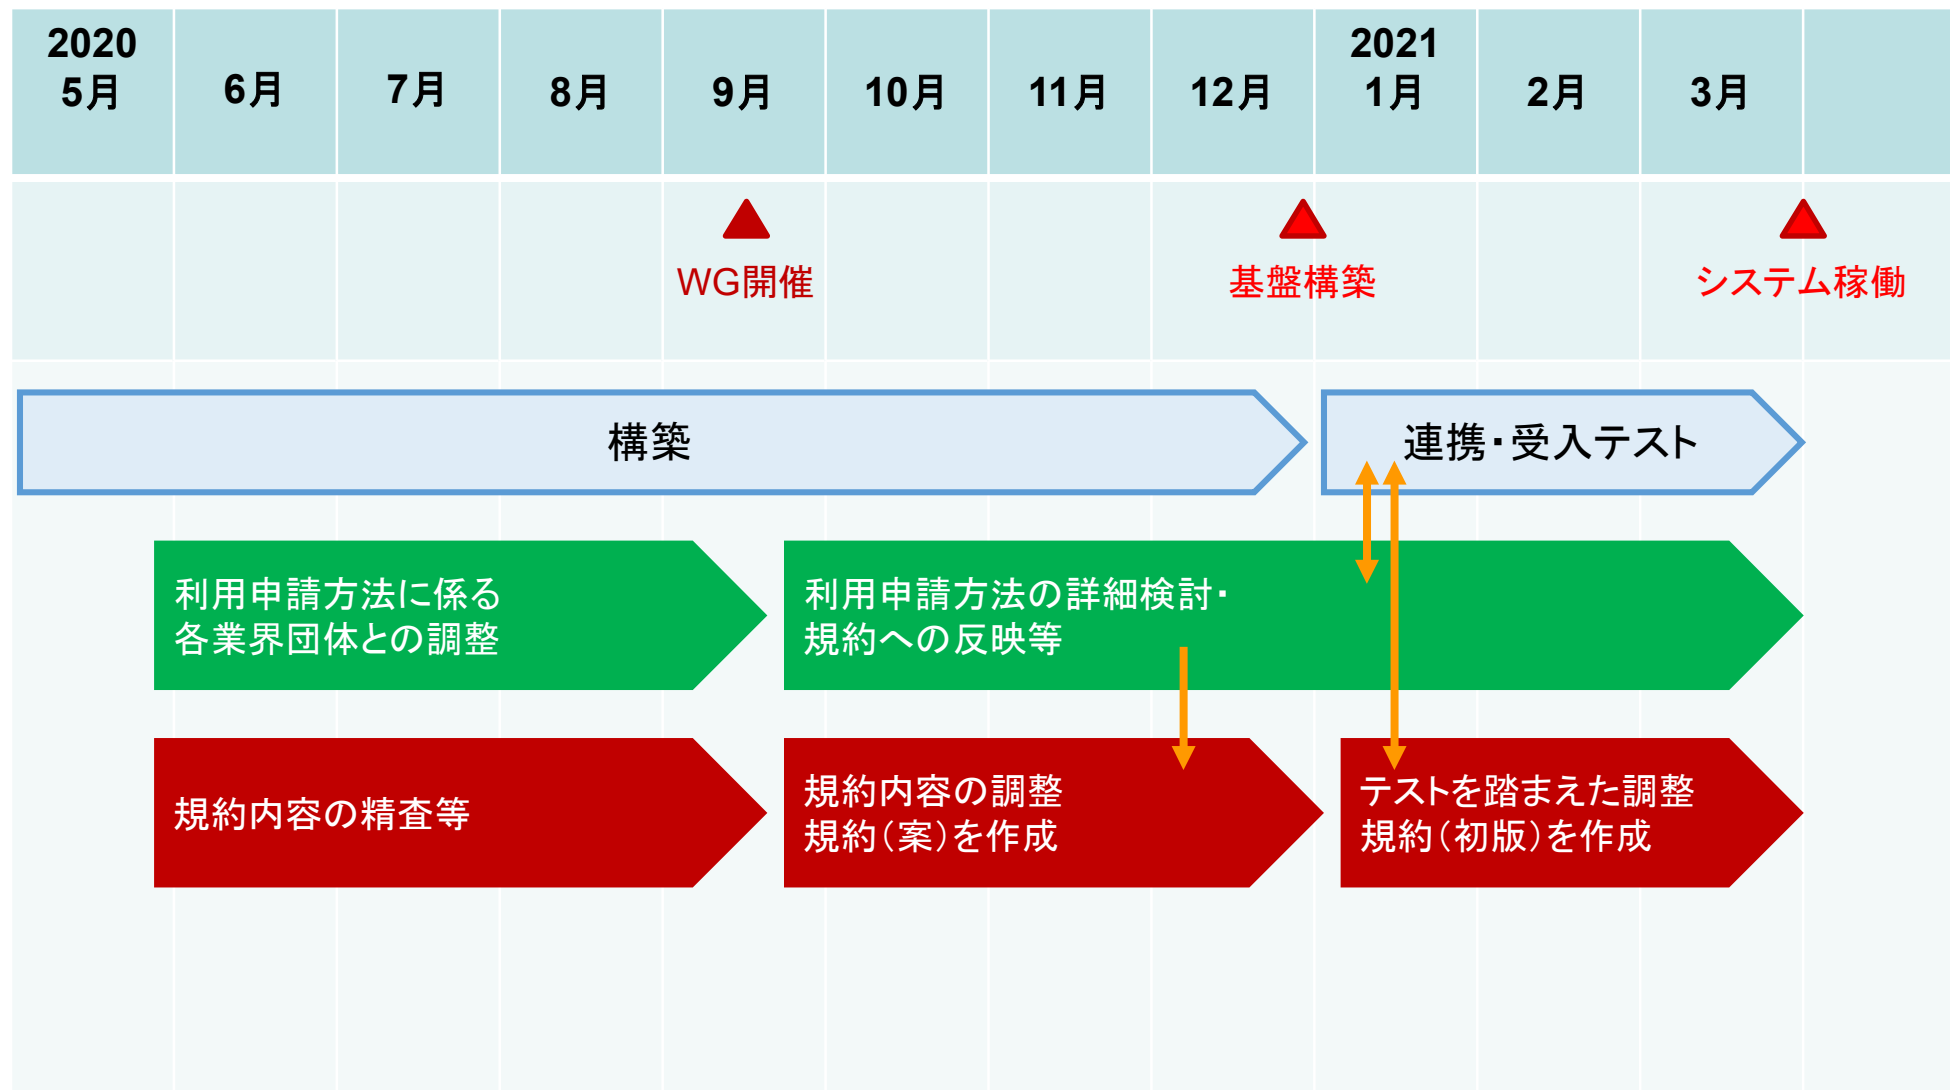 2020
5月
6月
7月
8月
9月
10月
11月
12月
2021
1月
2月
3月
WG開催
基盤構築
システム稼働
構築
連携・受入テスト
利用申請方法に係る
各業界団体との調整
利用申請方法の詳細検討・
規約への反映等
規約内容の精査等
規約内容の調整
規約（案）を作成
テストを踏まえた調整
規約（初版）を作成